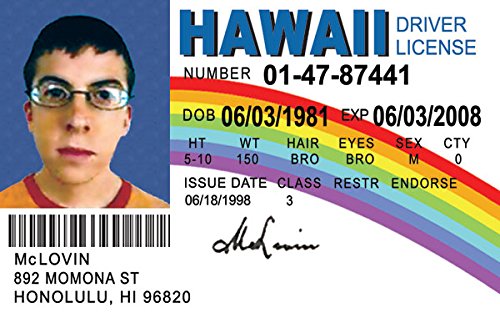 HAWAII DRIVER LICENSE
NUMBER 01-47-87441
DOB 06/03/1981 EXP 06/03/2008
HT WT HAIR EYES SEX CTY
5-10 150 BRO BRO M 0
ISSUE DATE CLASS RESTR ENDORSE
06/18/1998 3
McLovin
McLOVIN
892 MOMONA ST
HONOLULU, HI 96820